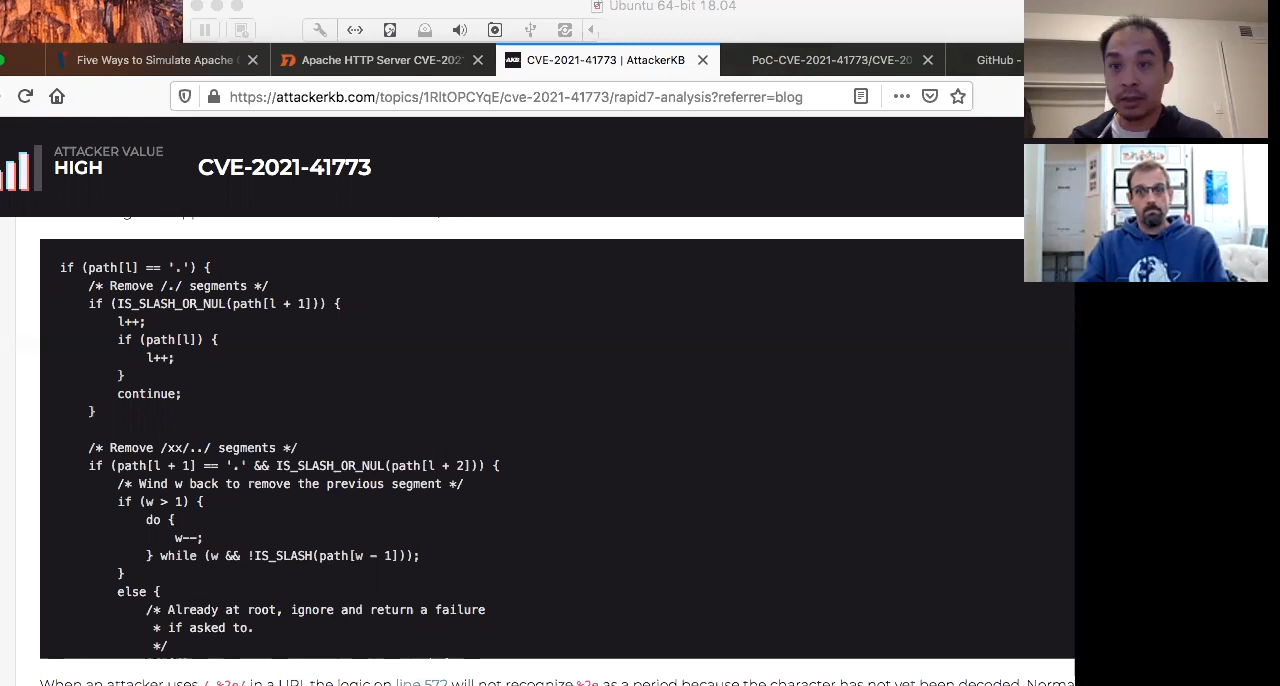 Ubuntu 64-bit 18.04
Five Ways to Simulate Apache
Apache HTTP Server CVE-202
AKB CVE-2021-41773 | AttackerKB
PoC-CVE-2021-41773/CVE-20
GitHub -
https://attackerkb.com/topics/1RltOPCYqE/cve-2021-41773/rapid7-analysis?referrer=blog
ATTACKER VALUE
HIGH
CVE-2021-41773
if (path[l] == '.') {
/* Remove /./ segments */
if (IS_SLASH_OR_NUL(path[l + 1])) {
l++;
if (path[l]) {
l++;
}
continue;
}
/* Remove /xx/../ segments */
if (path[l + 1] == '.' && IS_SLASH_OR_NUL(path[l + 2])) {
/* Wind w back to remove the previous segment */
if (w > 1) {
do {
w--;
} while (w && !IS_SLASH(path[w - 1]));
}
else {
/* Already at root, ignore and return a failure
* if asked to.
*/
When an attacker uses /.%2e/ in a URL the logic on line 572 will not recognize %2e as a period because the character has not yet been decoded. Norma